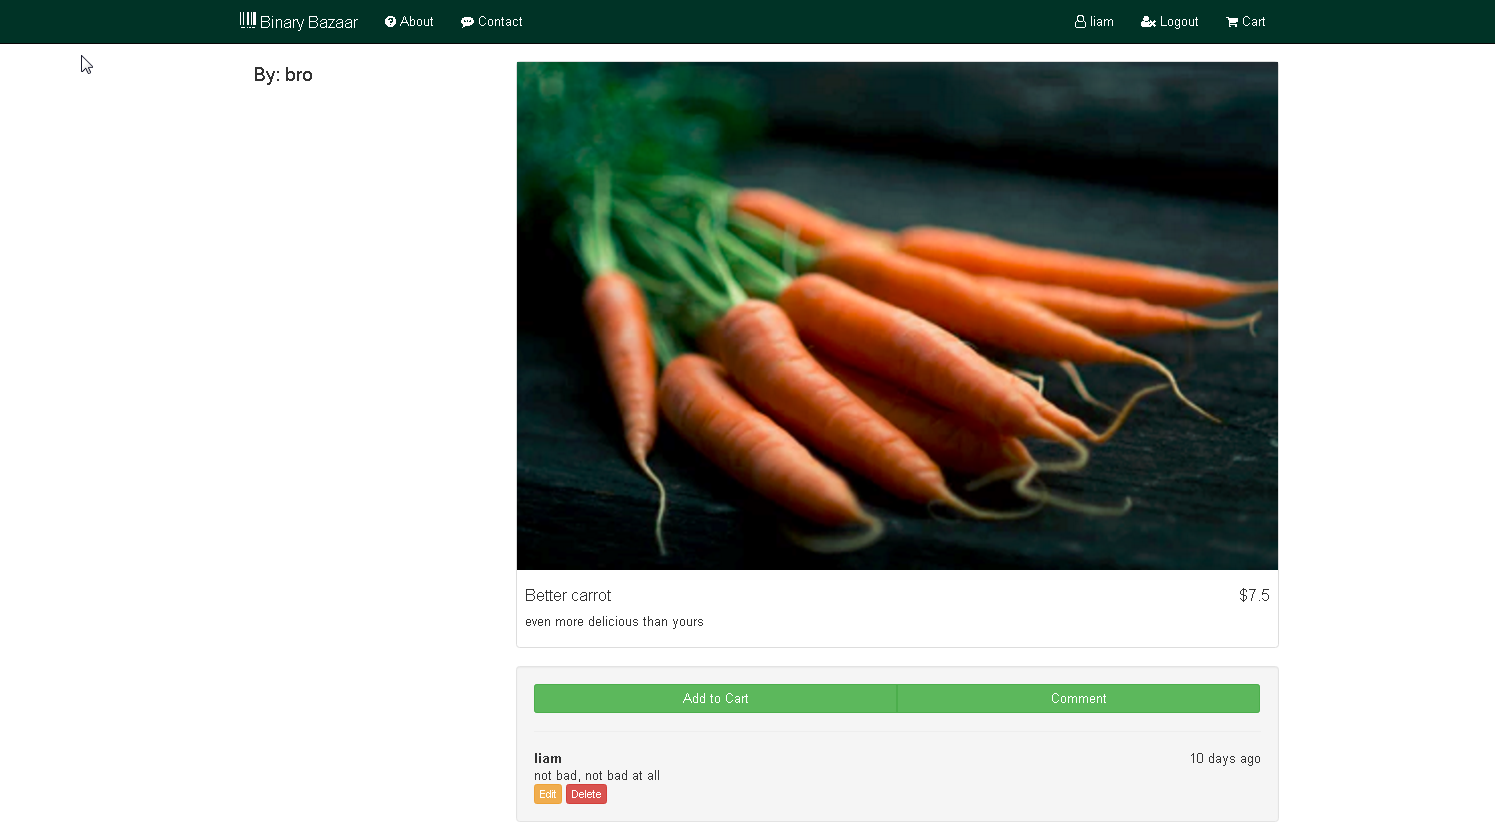 Binary Bazaar About Contact liam Logout Cart
By: bro
Better carrot $7.5
even more delicious than yours
Add to Cart Comment
liam 10 days ago
not bad, not bad at all
Edit Delete